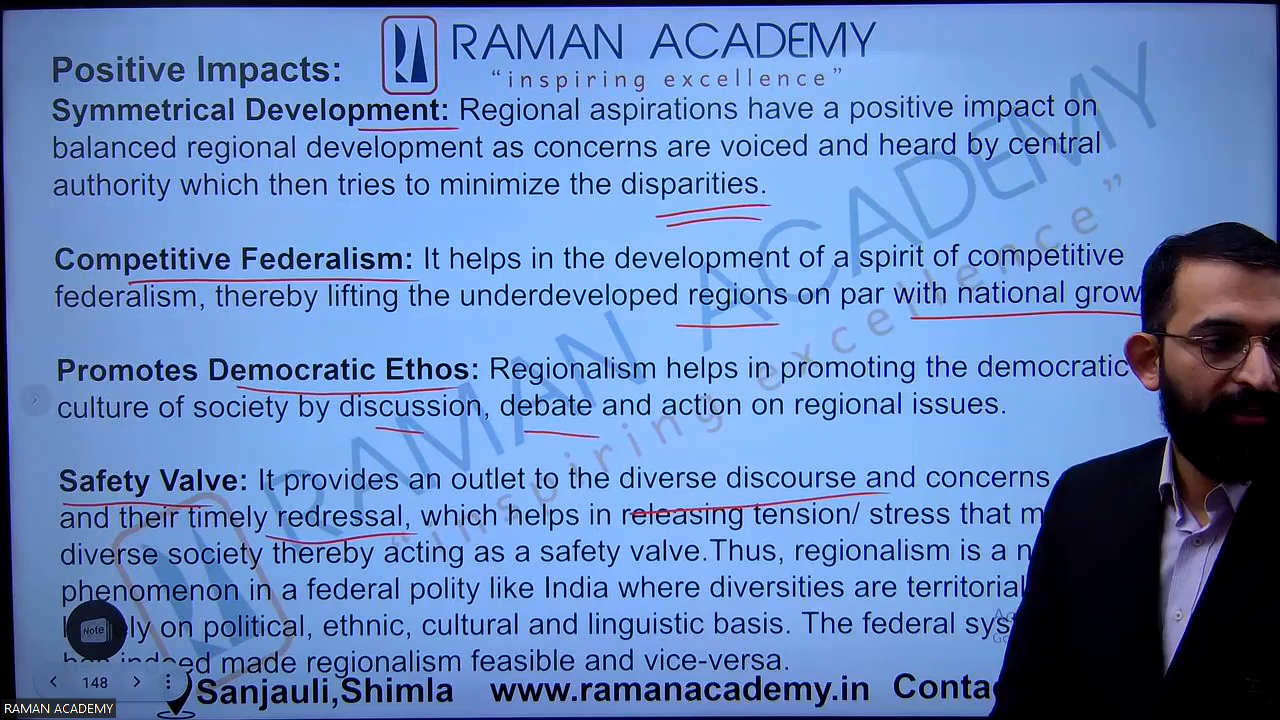 RAMAN ACADEMY
“inspiring excellence”
Positive Impacts:
Symmetrical Development: Regional aspirations have a positive impact on
balanced regional development as concerns are voiced and heard by central
authority which then tries to minimize the disparities.
Competitive Federalism: It helps in the development of a spirit of competitive
federalism, thereby lifting the underdeveloped regions on par with national grow
Promotes Democratic Ethos: Regionalism helps in promoting the democratic
culture of society by discussion, debate and action on regional issues.
Safety Valve: It provides an outlet to the diverse discourse and concerns
and their timely redressal, which helps in releasing tension/ stress that m
diverse society thereby acting as a safety valve.Thus, regionalism is a n
phenomenon in a federal polity like India where diversities are territorial
on political, ethnic, cultural and linguistic basis. The federal sys
indeed made regionalism feasible and vice-versa.
Note
148
Sanjauli,Shimla www.ramanacademy.in Conta
RAMAN ACADEMY
RAMAN ACADEMY
“inspiring excellence”